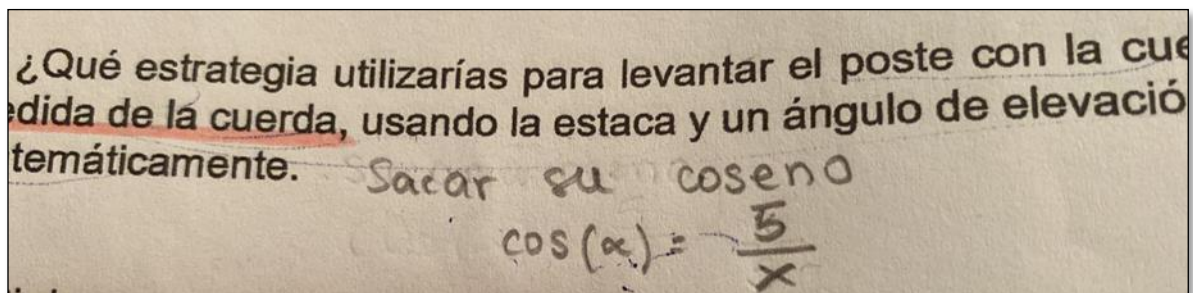 ¿Qué estrategia utilizarías para levantar el poste con la cue
edida de la cuerda, usando la estaca y un ángulo de elevació
temáticamente. Sacar su coseno
cos(α) = 5/x